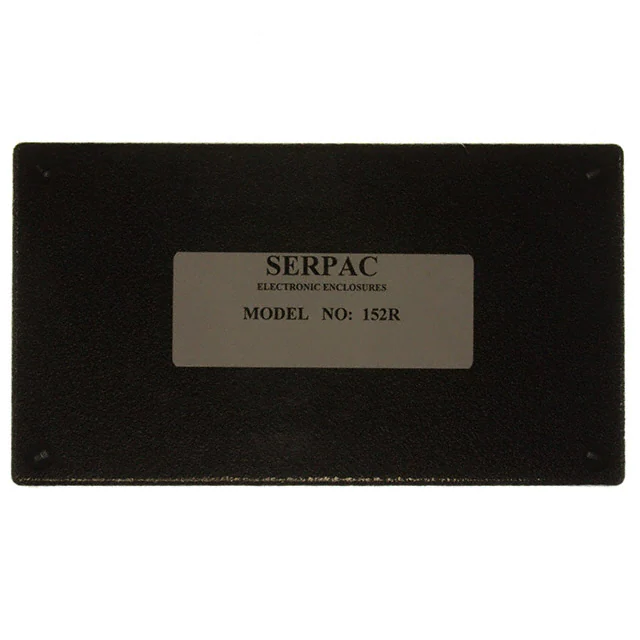 SERPAC
ELECTRONIC ENCLOSURES
MODEL NO: 152R